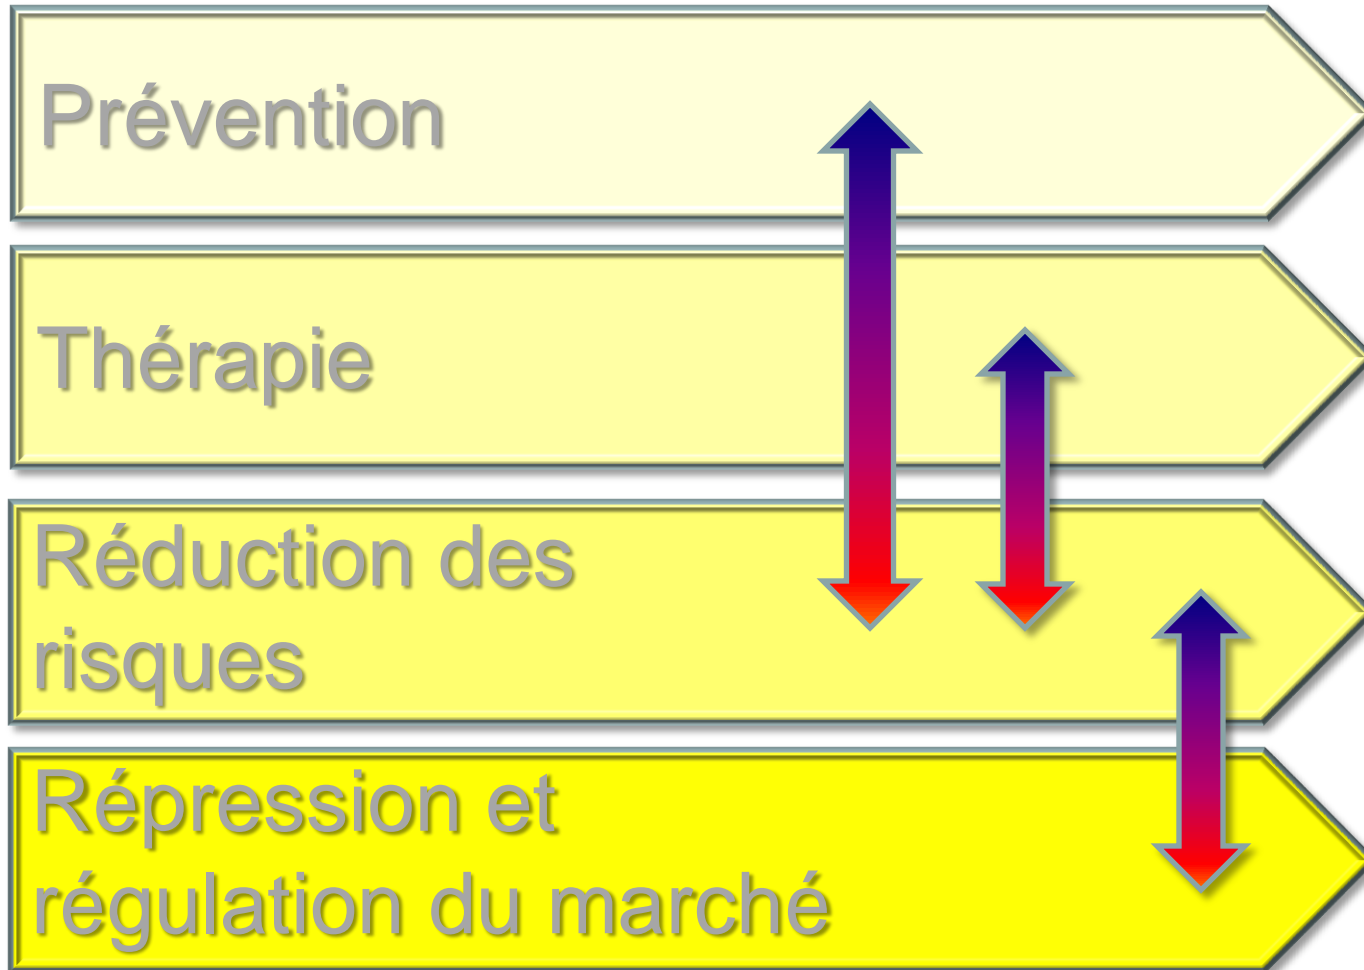 Prévention
Thérapie
Réduction des
risques
Répression et
régulation du marché